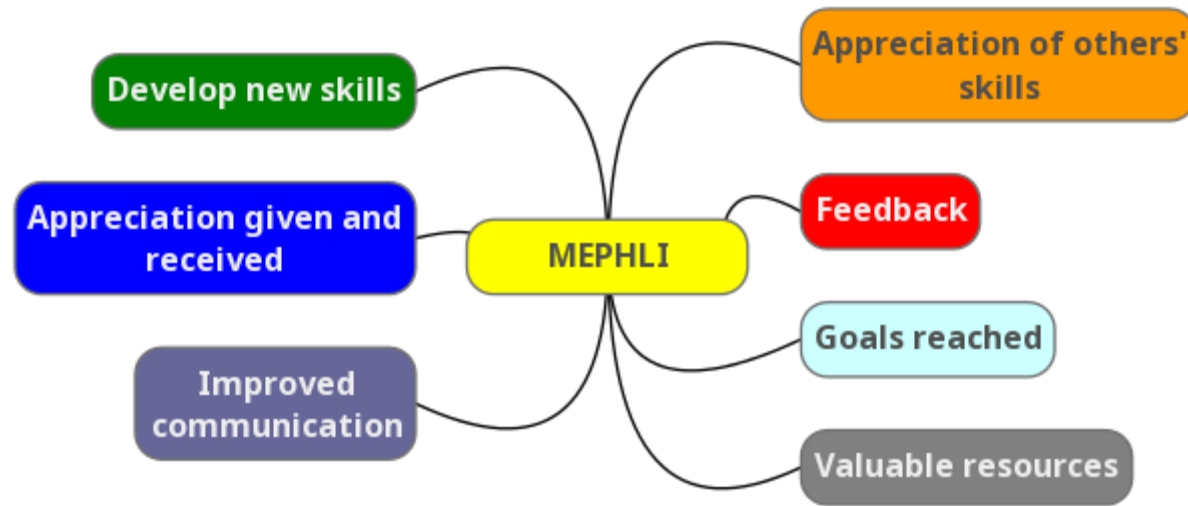 Develop new skills
Appreciation given and
received
Improved
communication
MEPHLI
Appreciation of others'
skills
Feedback
Goals reached
Valuable resources